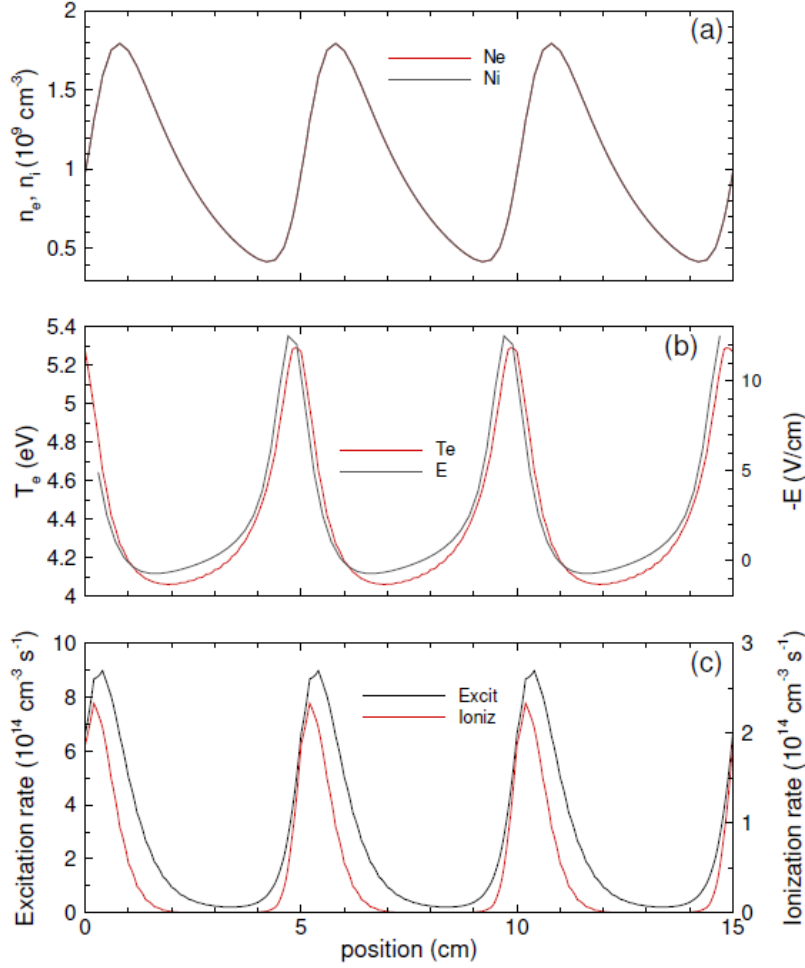 2
(a)
Ne
Ni
1.5
1
0.5
n_e, n_i (10^9 cm^-3)
5.4
(b)
5.2
10
5
4.8
Te
E
5
4.6
4.4
4.2
0
4
T_e (eV)
-E (V/cm)
10
3
(c)
Excit
Ioniz
8
6
2
4
1
2
0
0
Excitation rate (10^14 cm^-3 s^-1)
Ionization rate (10^14 cm^-3 s^-1)
0
5
10
15
position (cm)